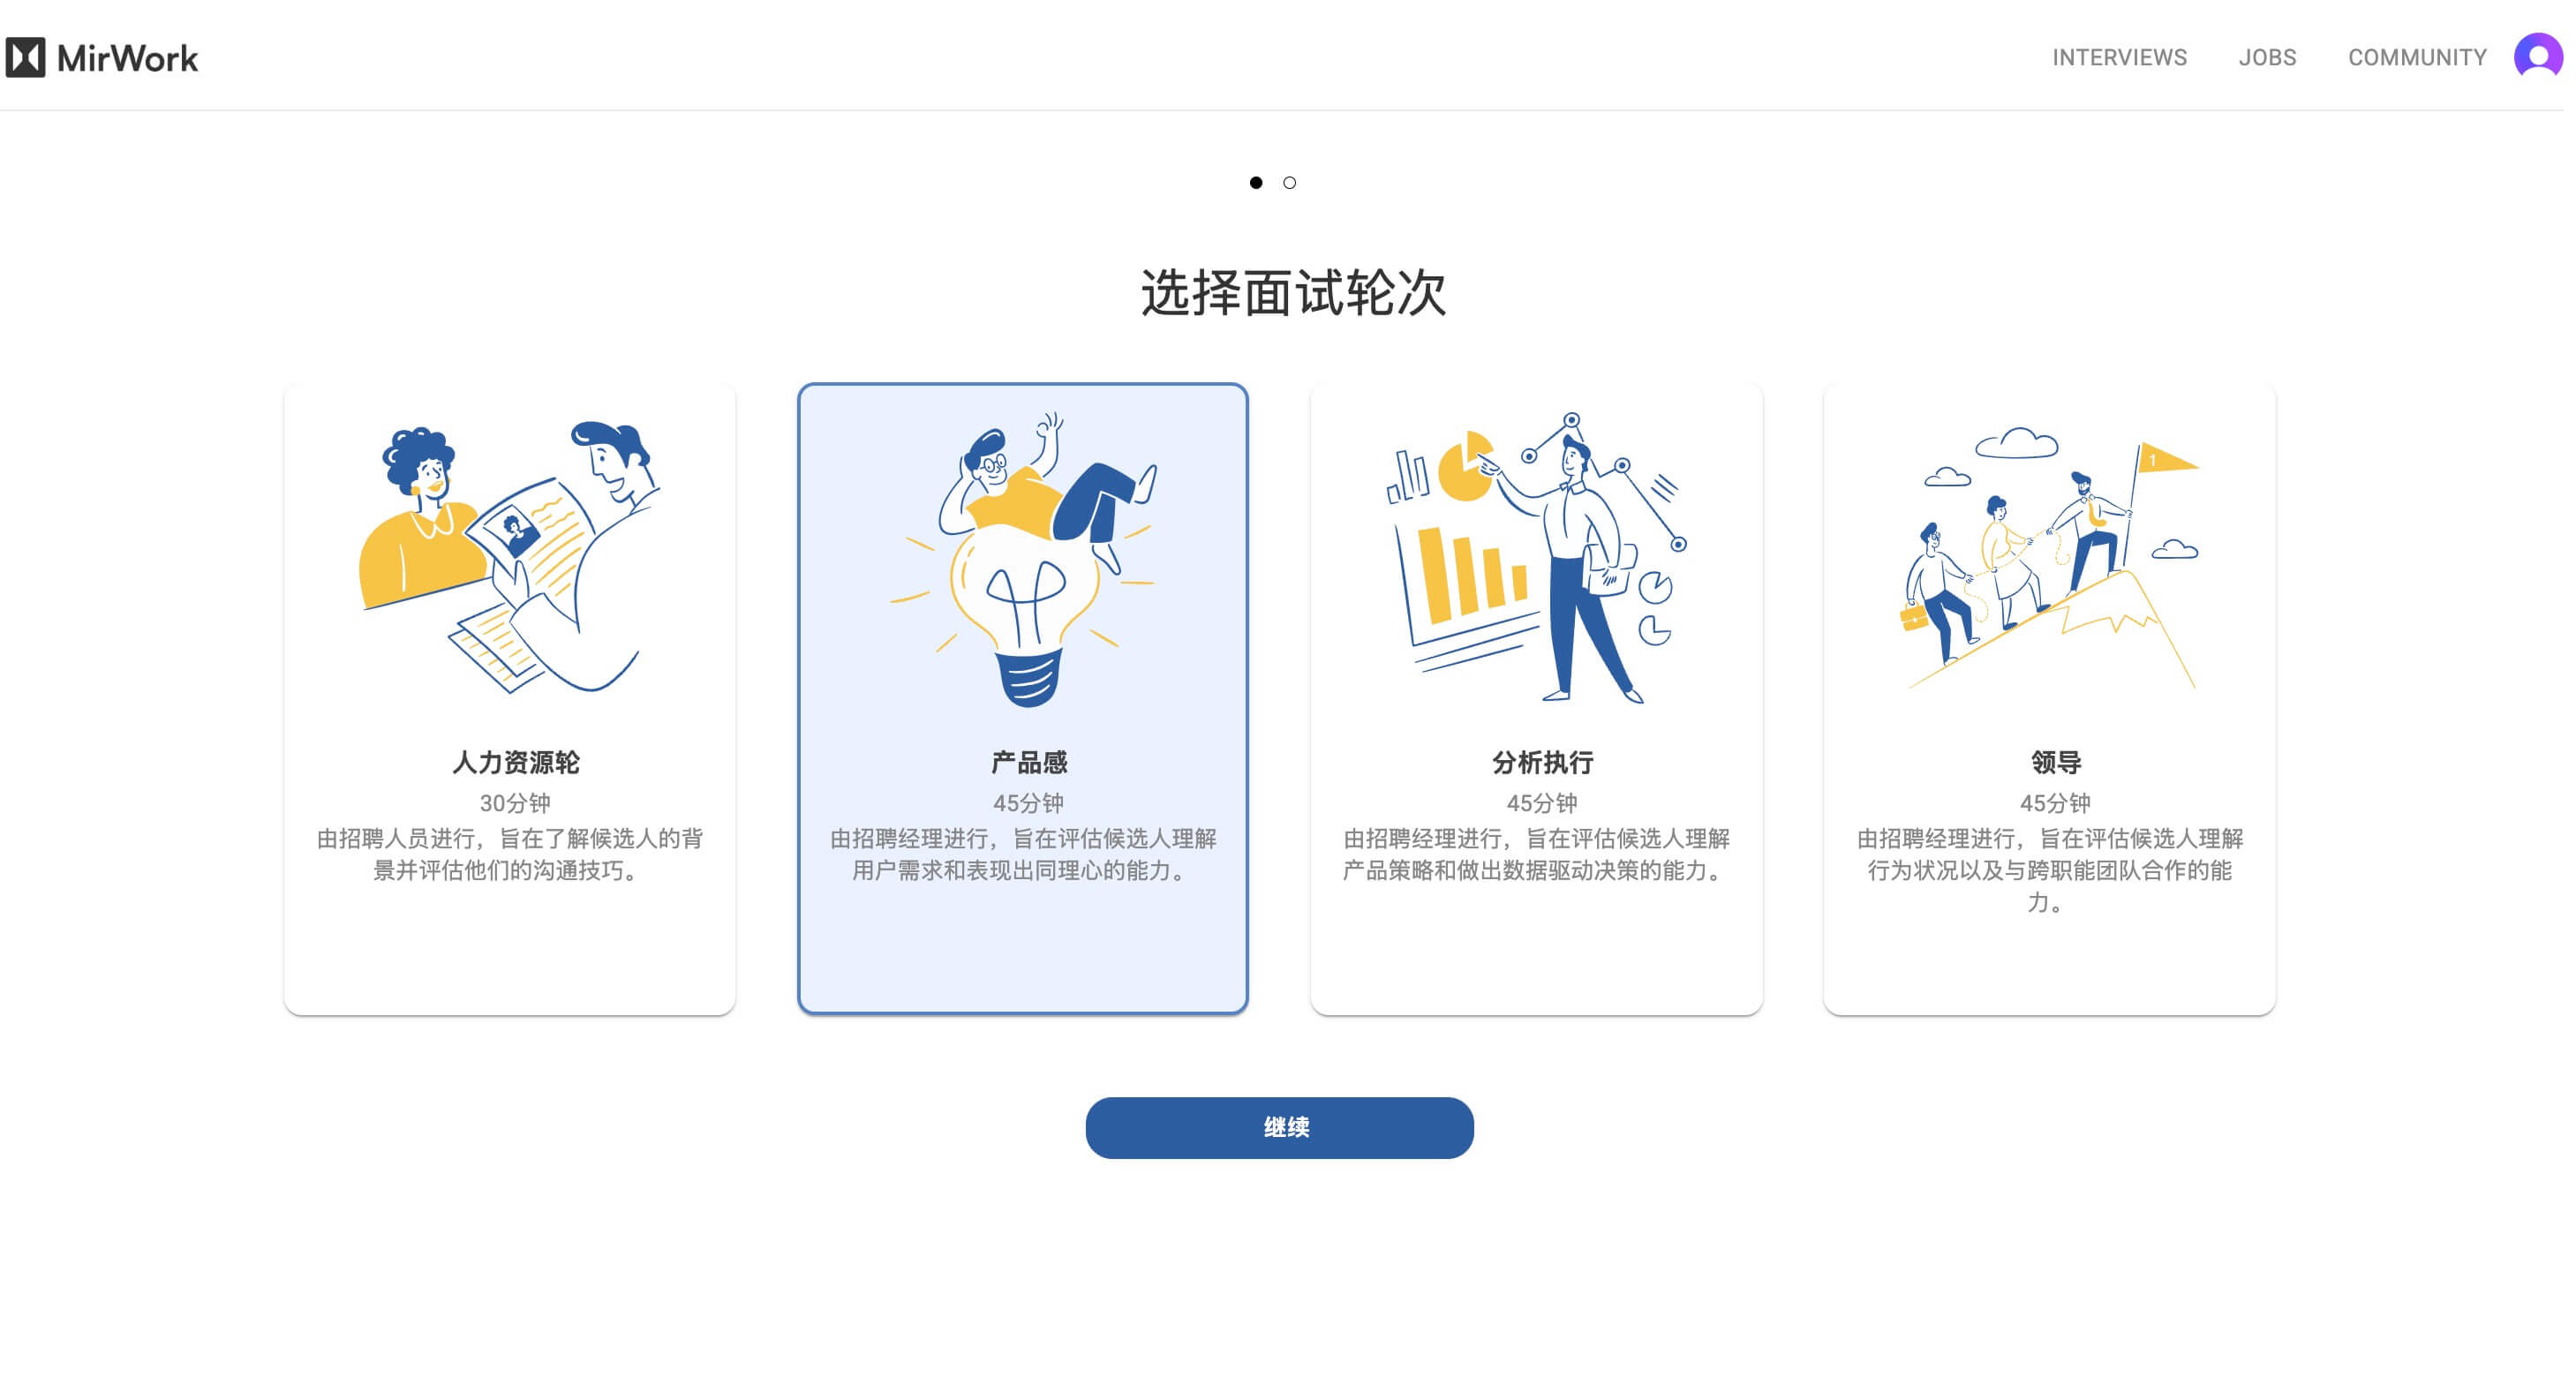 MirWork
INTERVIEWS JOBS COMMUNITY
选择面试轮次
1
人力资源轮
30分钟
由招聘人员进行，旨在了解候选人的背
景并评估他们的沟通技巧。
产品感
45分钟
由招聘经理进行，旨在评估候选人理解
用户需求和表现出同理心的能力。
分析执行
45分钟
由招聘经理进行，旨在评估候选人理解
产品策略和做出数据驱动决策的能力。
领导
45分钟
由招聘经理进行，旨在评估候选人理解
行为状况以及与跨职能团队合作的能
力。
继续